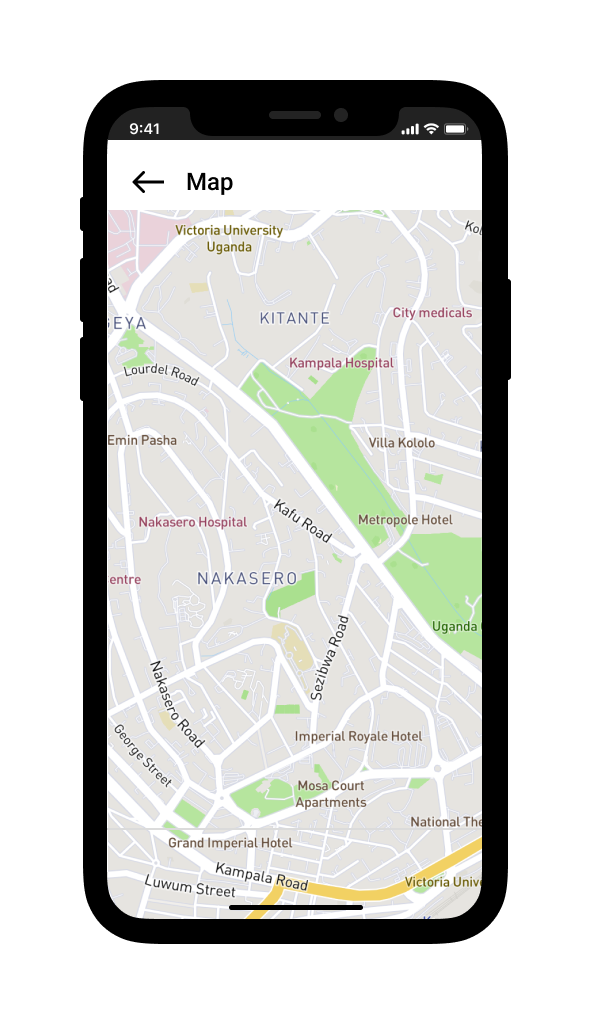 9:41
Map
Victoria University
Uganda
KITANTE
City medicals
GEYA
Kampala Hospital
Lourdel Road
Emin Pasha
Villa Kololo
Kafu Road
Nakasero Hospital
Metropole Hotel
NAKASERO
entre
Uganda
Sezibwa Road
Nakasero Road
George Street
Imperial Royale Hotel
Mosa Court
Apartments
National The
Grand Imperial Hotel
Kampala Road
Luwum Street
Victoria Unive